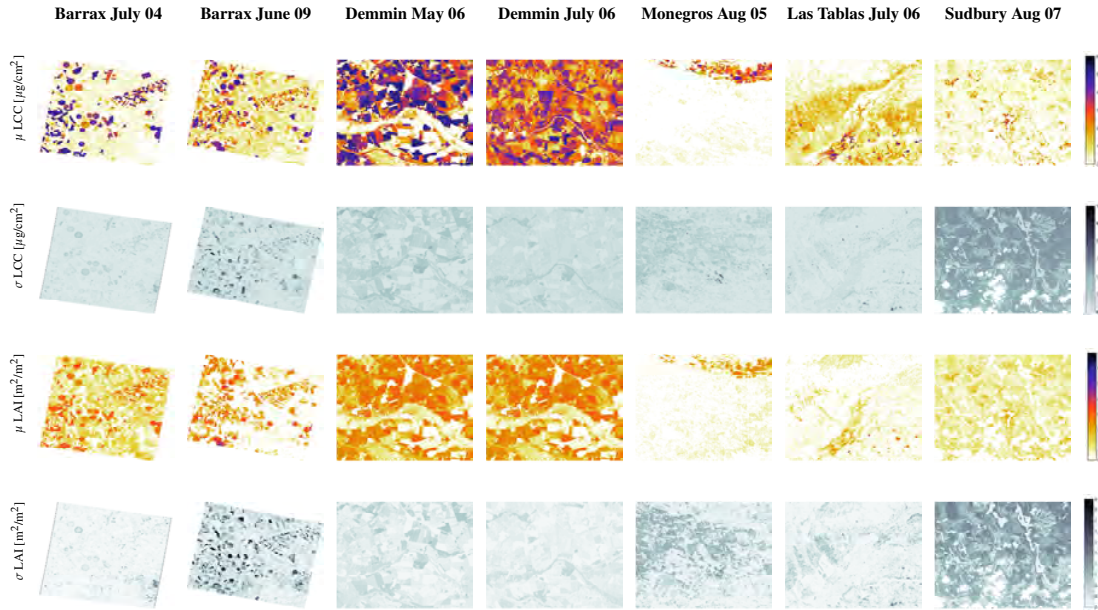 Barrax July 04 Barrax June 09 Demmin May 06 Demmin July 06 Monegros Aug 05 Las Tablas July 06 Sudbury Aug 07
μ LCC [μg/cm²]
σ LCC [μg/cm²]
μ LAI [m²/m²]
σ LAI [m²/m²]